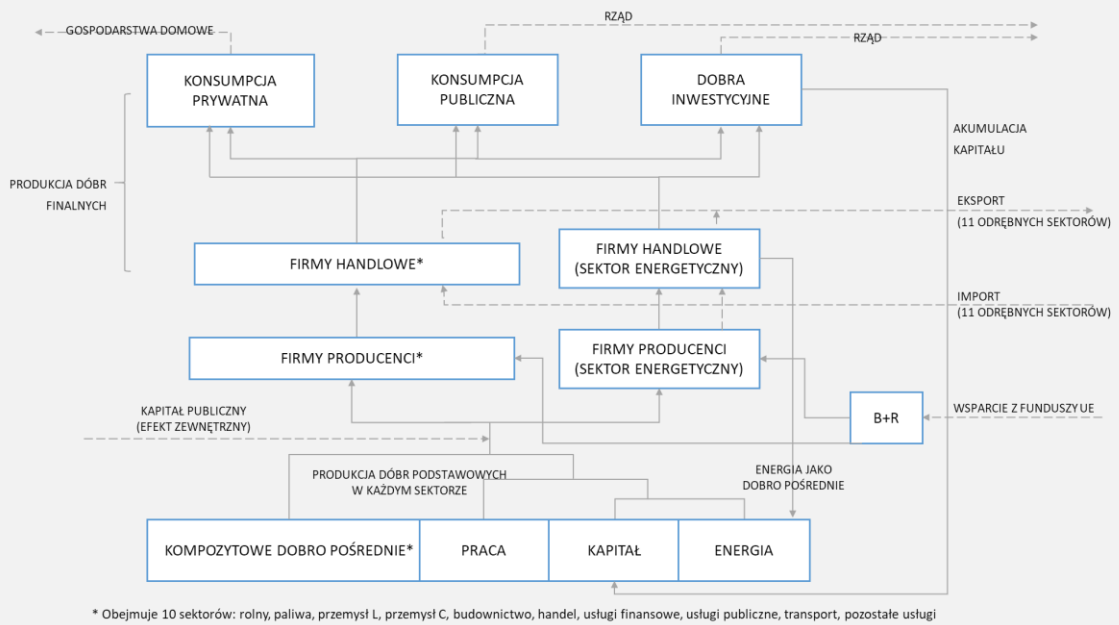 RZĄD
GOSPODARSTWA DOMOWE
RZĄD
KONSUMPCJA
PRYWATNA
KONSUMPCJA
PUBLICZNA
DOBRA
INWESTYCYJNE
AKUMULACJA
KAPITAŁU
PRODUKCJA DÓBR
FINALNYCH
EKSPORT
(11 ODRĘBNYCH SEKTORÓW)
FIRMY HANDLOWE*
FIRMY HANDLOWE
(SEKTOR ENERGETYCZNY)
IMPORT
(11 ODRĘBNYCH SEKTORÓW)
FIRMY PRODUCENCI*
FIRMY PRODUCENCI
(SEKTOR ENERGETYCZNY)
KAPITAŁ PUBLICZNY
(EFEKT ZEWNĘTRZNY)
B+R
WSPARCIE Z FUNDUSZY UE
PRODUKCJA DÓBR PODSTAWOWYCH
W KAŻDYM SEKTORZE
ENERGIA JAKO
DOBRO POŚREDNIE
KOMPOZYTOWE DOBRO POŚREDNIE*
PRACA
KAPITAŁ
ENERGIA
* Obejmuje 10 sektorów: rolny, paliwa, przemysł L, przemysł C, budownictwo, handel, usługi finansowe, usługi publiczne, transport, pozostałe usługi